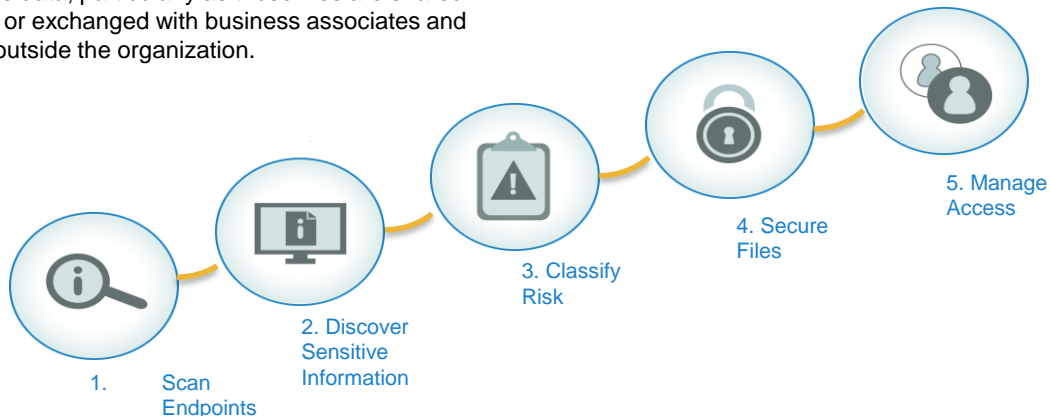 or exchanged with business associates and
outside the organization.
5. Manage
Access
4. Secure
Files
3. Classify
Risk
2. Discover
Sensitive
Information
1. Scan
Endpoints